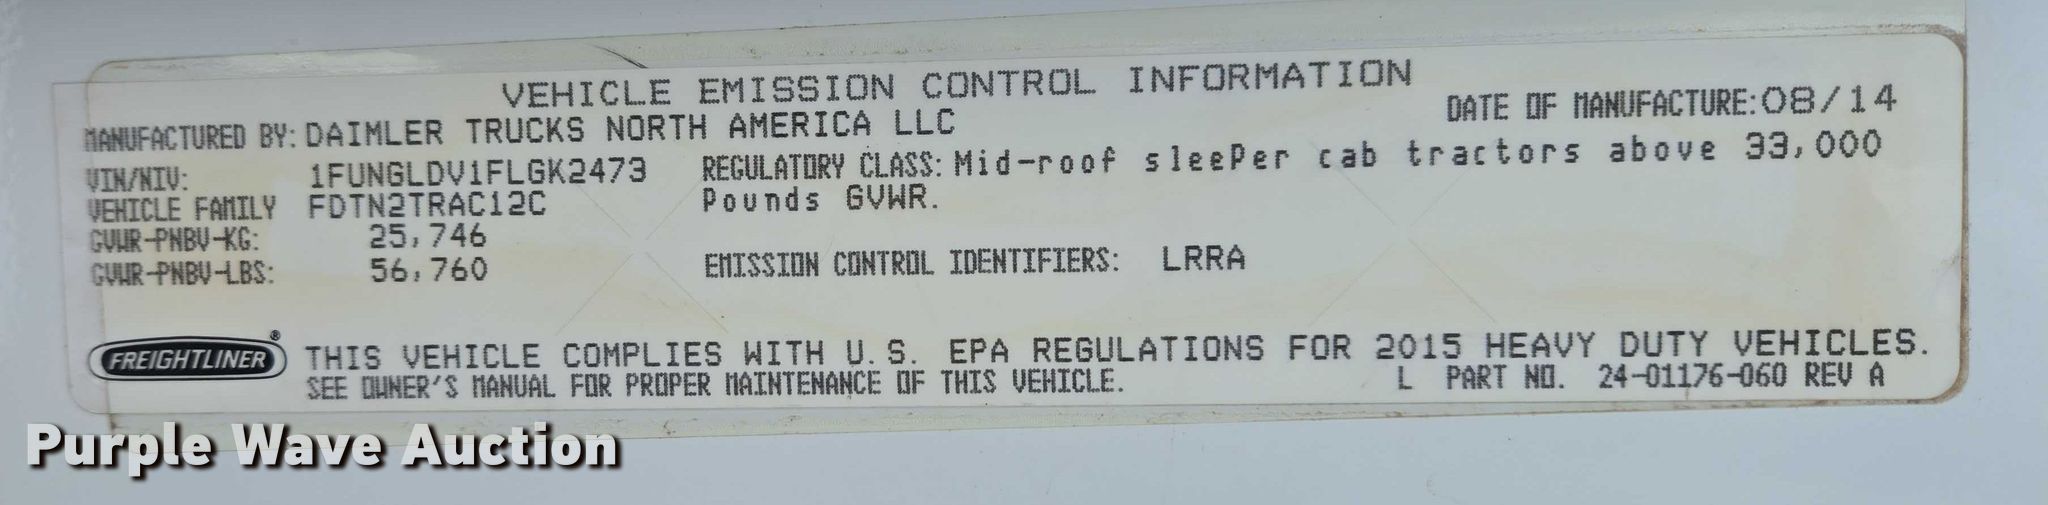 VEHICLE EMISSION CONTROL INFORMATION
DATE OF MANUFACTURE: 08/14
MANUFACTURED BY: DAIMLER TRUCKS NORTH AMERICA LLC
VIN/NIV: 1FUNGLDV1FLGK2473
REGULATORY CLASS: Mid-roof sleePer cab tractors above 33,000
Pounds GVWR.
VEHICLE FAMILY FDTN2TRAC12C
GVWR-PNBV-KG: 25,746
GVWR-PNBV-LBS: 56,760
EMISSION CONTROL IDENTIFIERS: LRRA
FREIGHTLINER®
THIS VEHICLE COMPLIES WITH U.S. EPA REGULATIONS FOR 2015 HEAVY DUTY VEHICLES.
SEE OWNER'S MANUAL FOR PROPER MAINTENANCE OF THIS VEHICLE.
L PART NO. 24-01176-060 REV A
Purple Wave Auction